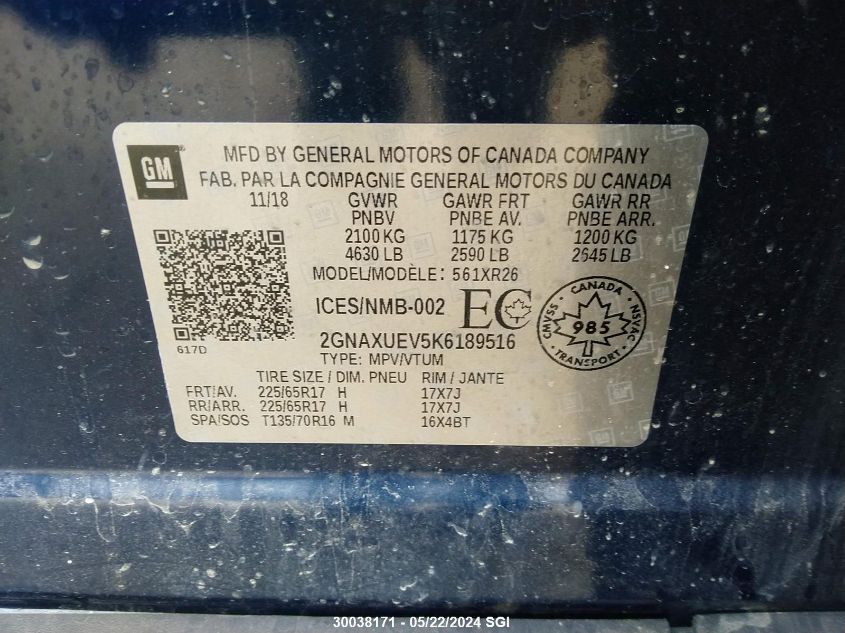 GM
MFD BY GENERAL MOTORS OF CANADA COMPANY
FAB. PAR LA COMPAGNIE GENERAL MOTORS DU CANADA
11/18 GVWR GAWR FRT GAWR RR
PNBV PNBE AV. PNBE ARR.
2100 KG 1175 KG 1200 KG
4630 LB 2590 LB 2645 LB
MODEL/MODÈLE: 561XR26
ICES/NMB-002 EC
CANADA
CMVSS 985 NSVAC
TRANSPORT
617D
2GNAXUEV5K6189516
TYPE: MPV/VTUM
TIRE SIZE / DIM. PNEU RIM / JANTE
FRT/AV. 225/65R17 H 17X7J
RR/ARR. 225/65R17 H 17X7J
SPA/SOS T135/70R16 M 16X4BT
30038171 - 05/22/2024 SGI